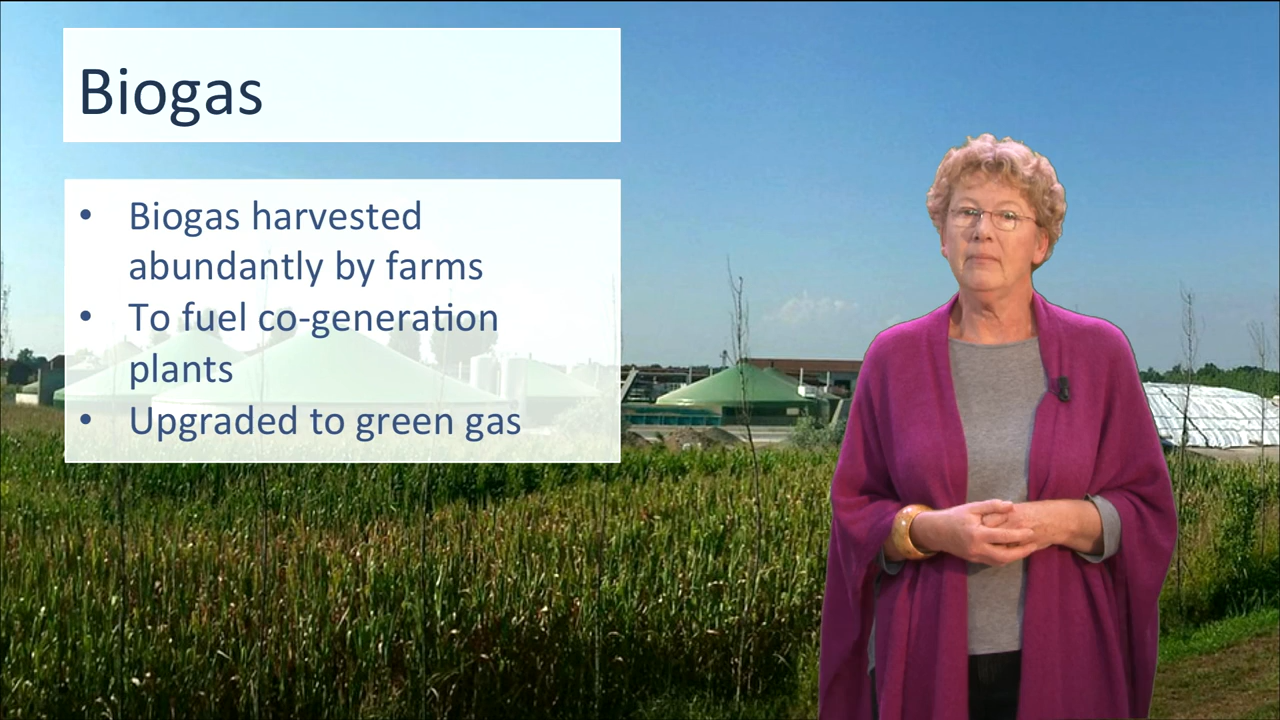 Biogas
• Biogas harvested
abundantly by farms
• To fuel co-generation
plants
• Upgraded to green gas